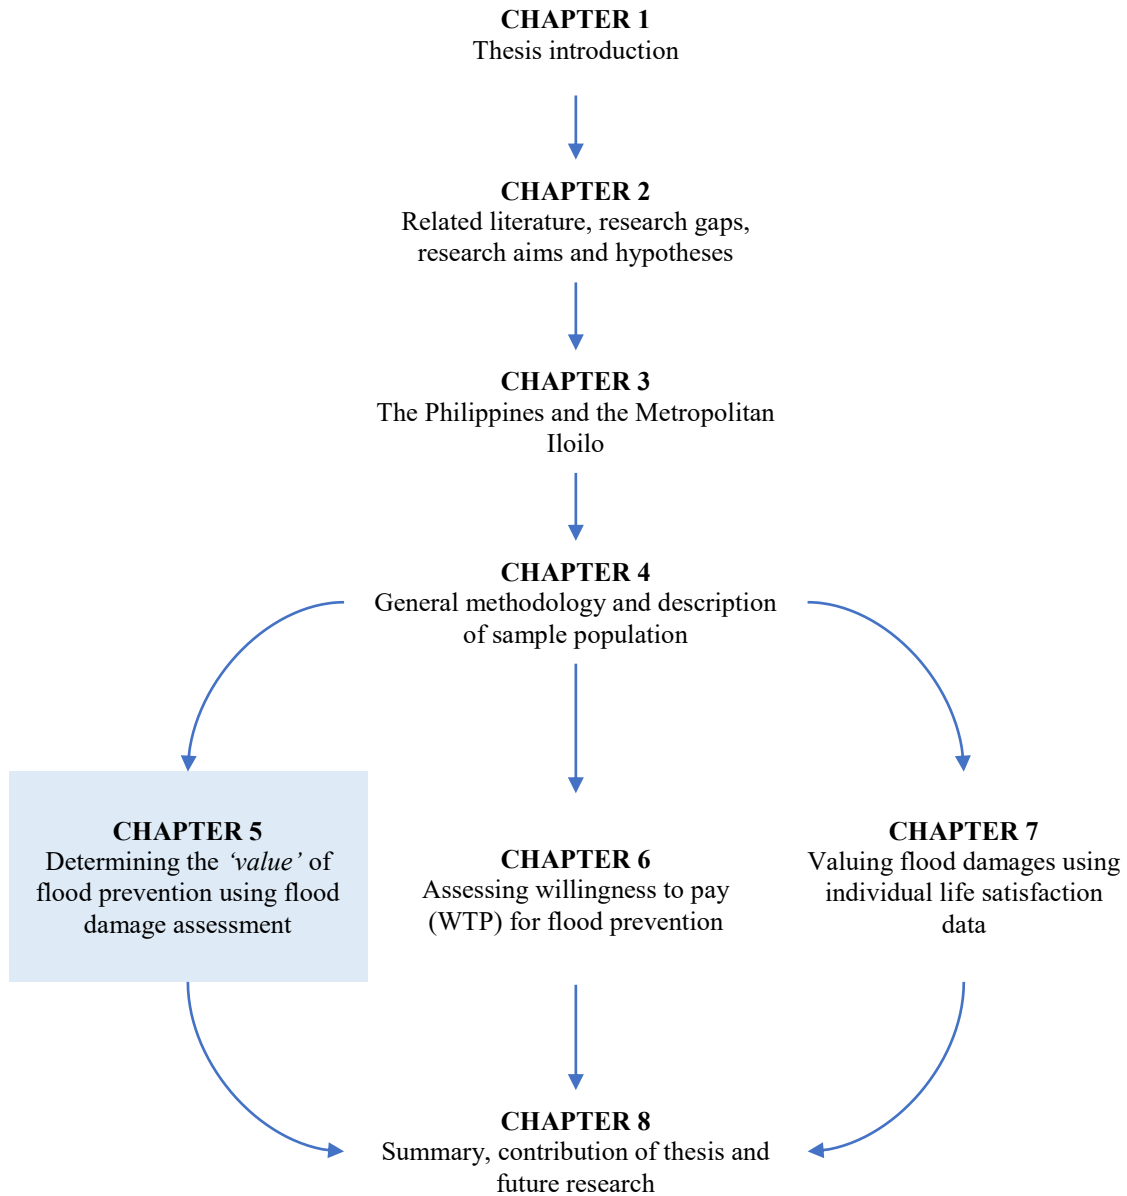 CHAPTER 1
Thesis introduction
CHAPTER 2
Related literature, research gaps,
research aims and hypotheses
CHAPTER 3
The Philippines and the Metropolitan
Iloilo
CHAPTER 4
General methodology and description
of sample population
CHAPTER 5
Determining the ‘value’ of
flood prevention using flood
damage assessment
CHAPTER 6
Assessing willingness to pay
(WTP) for flood prevention
CHAPTER 7
Valuing flood damages using
individual life satisfaction
data
CHAPTER 8
Summary, contribution of thesis and
future research